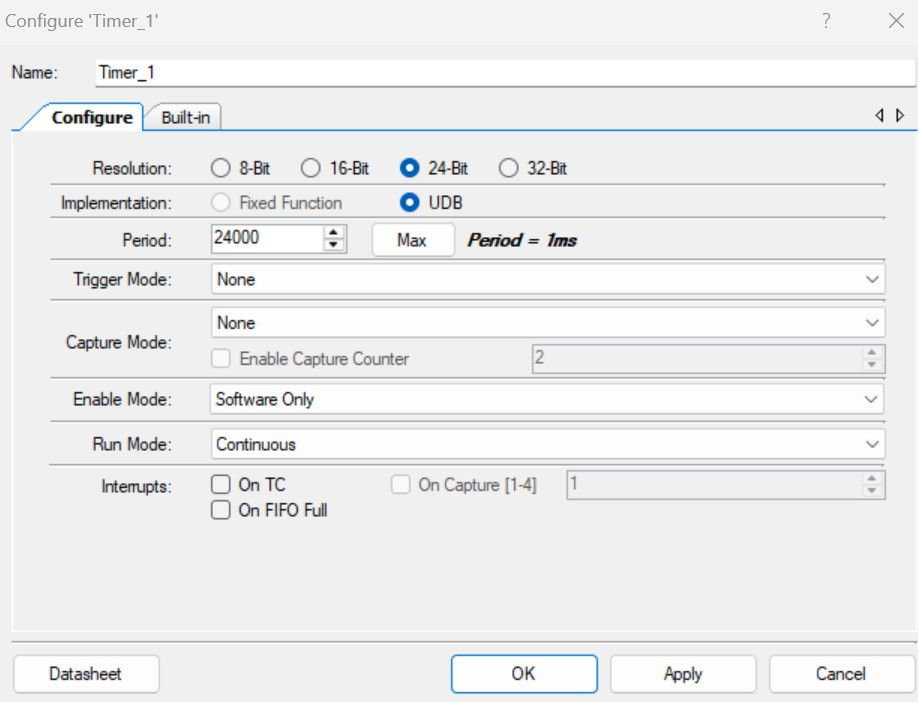 Configure 'Timer_1'
?
Name: Timer_1
Configure Built-in
Resolution: 8-Bit 16-Bit 24-Bit 32-Bit
Implementation: Fixed Function UDB
Period: 24000 Max Period = 1ms
Trigger Mode: None
Capture Mode: None
Enable Capture Counter 2
Enable Mode: Software Only
Run Mode: Continuous
Interrupts: On TC On Capture [1-4] 1
On FIFO Full
Datasheet OK Apply Cancel